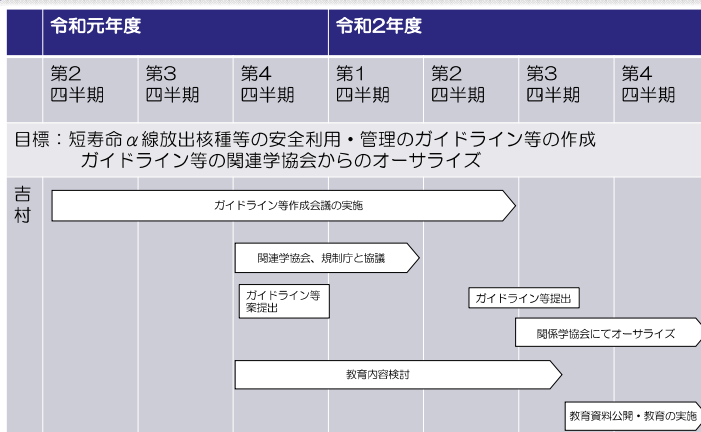 令和元年度
令和2年度
第2
四半期
第3
四半期
第4
四半期
第1
四半期
第2
四半期
第3
四半期
第4
四半期
目標：短寿命α線放出核種等の安全利用・管理のガイドライン等の作成
ガイドライン等の関連学協会からのオーサライズ
吉
村
ガイドライン等作成会議の実施
関連学協会、規制庁と協議
ガイドライン等
案提出
ガイドライン等提出
関係学協会にてオーサライズ
教育内容検討
教育資料公開・教育の実施